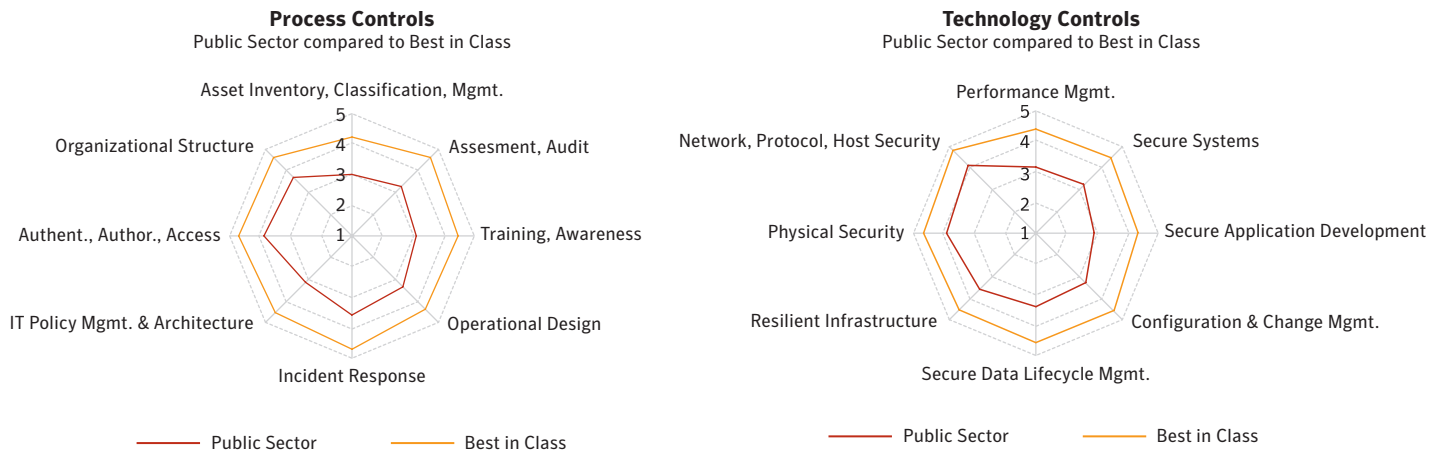 Process Controls
Public Sector compared to Best in Class
Asset Inventory, Classification, Mgmt.
5
4
3
2
1
Assesment, Audit
Training, Awareness
Operational Design
Incident Response
IT Policy Mgmt. & Architecture
Authent., Author., Access
Organizational Structure
Public Sector
Best in Class
Technology Controls
Public Sector compared to Best in Class
Performance Mgmt.
5
4
3
2
1
Secure Systems
Secure Application Development
Configuration & Change Mgmt.
Secure Data Lifecycle Mgmt.
Resilient Infrastructure
Physical Security
Network, Protocol, Host Security
Public Sector
Best in Class